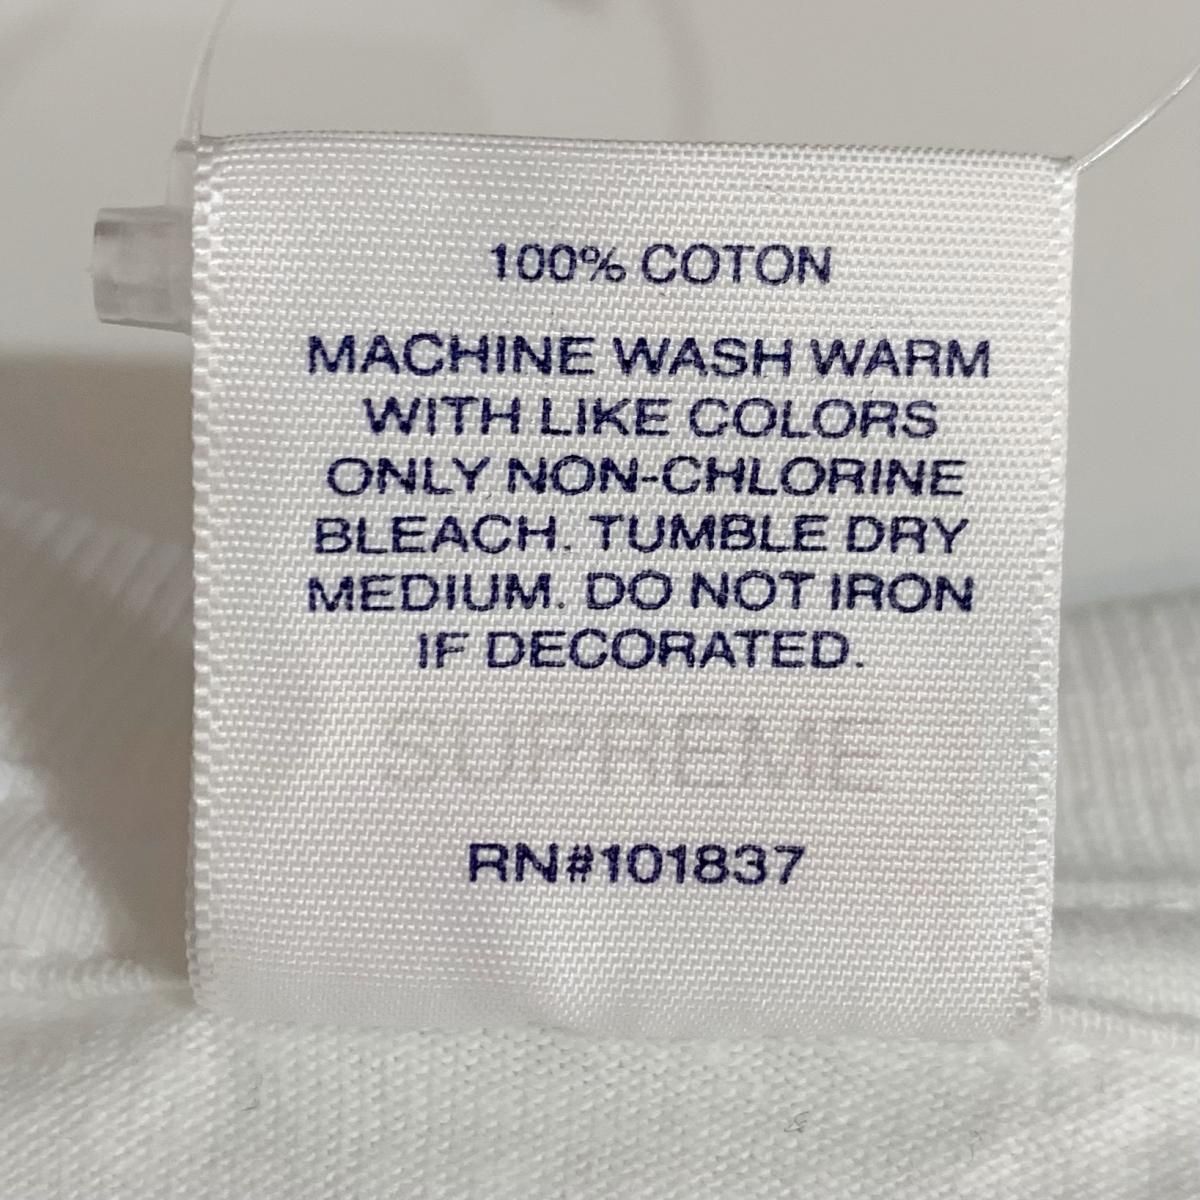 100% COTON
MACHINE WASH WARM
WITH LIKE COLORS
ONLY NON-CHLORINE
BLEACH. TUMBLE DRY
MEDIUM. DO NOT IRON
IF DECORATED.
SUPREME
RN#101837